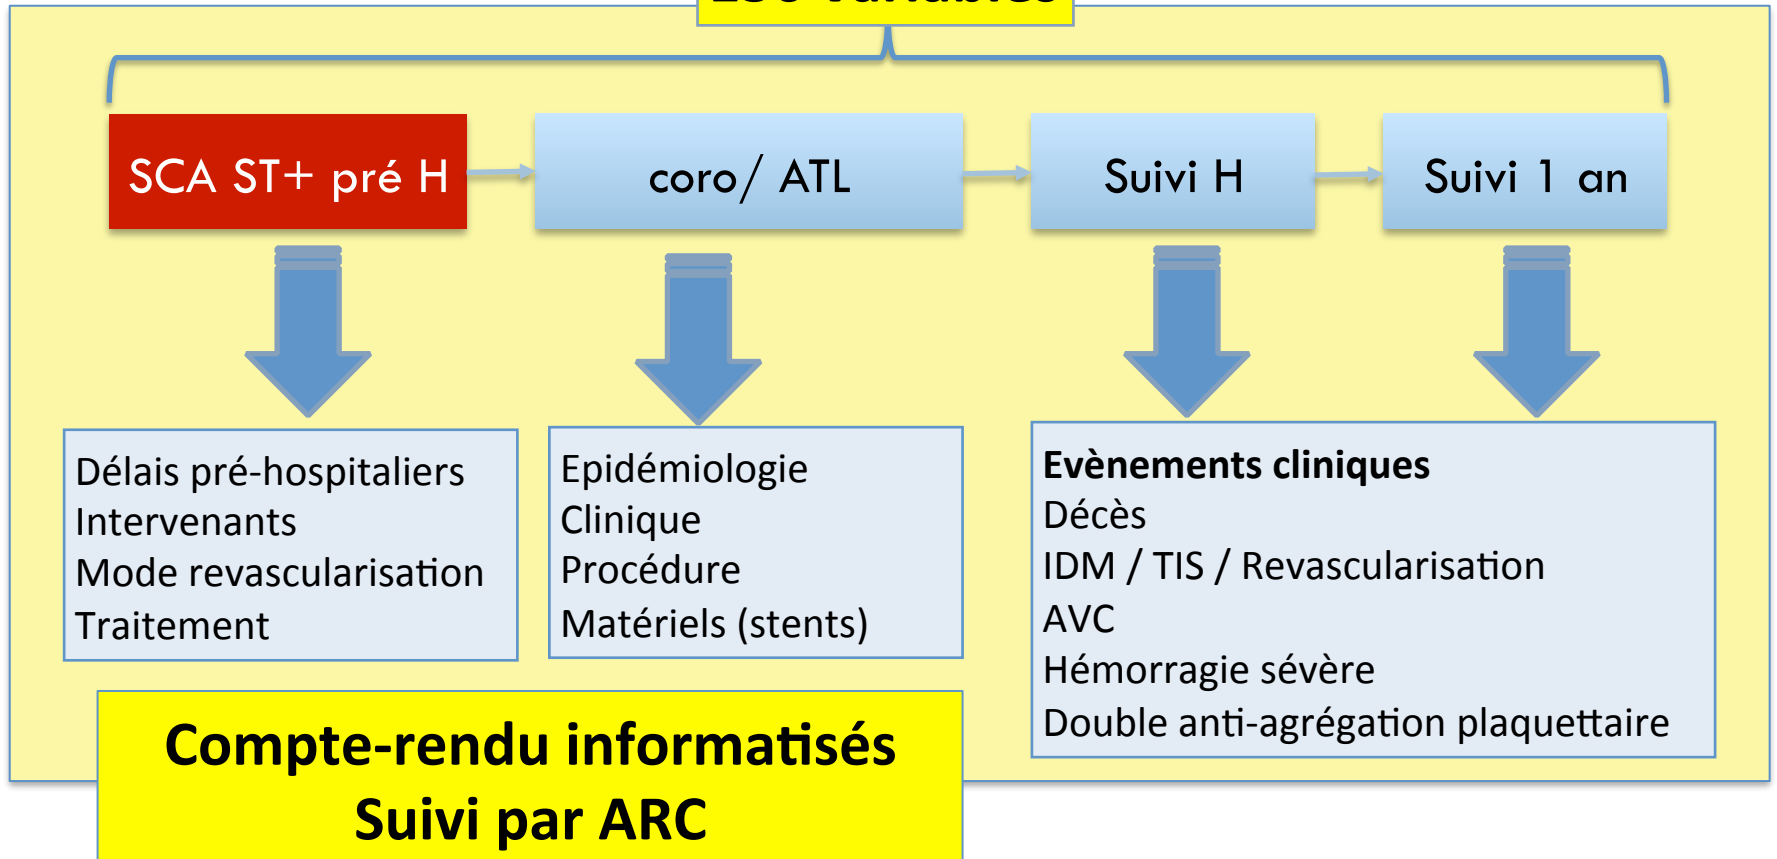 variables
SCA ST+ pré H
coro/ ATL
Suivi H
Suivi 1 an
Délais pré-hospitaliers
Intervenants
Mode revascularisation
Traitement
Epidémiologie
Clinique
Procédure
Matériels (stents)
Evènements cliniques
Décès
IDM / TIS / Revascularisation
AVC
Hémorragie sévère
Double anti-agrégation plaquettaire
Compte-rendu informatisés
Suivi par ARC